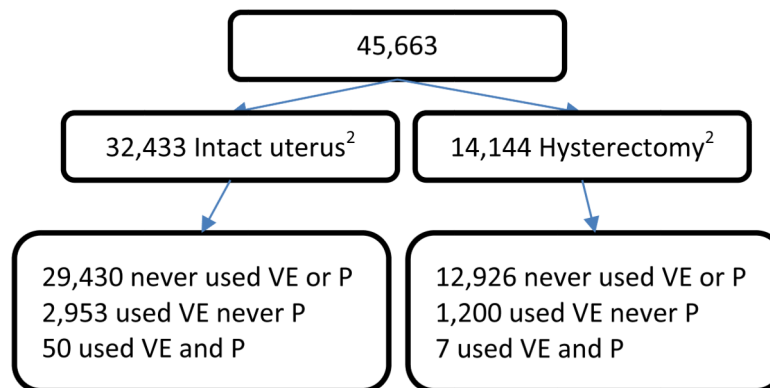 45,663
32,433 Intact uterus²
14,144 Hysterectomy²
29,430 never used VE or P
2,953 used VE never P
50 used VE and P
12,926 never used VE or P
1,200 used VE never P
7 used VE and P